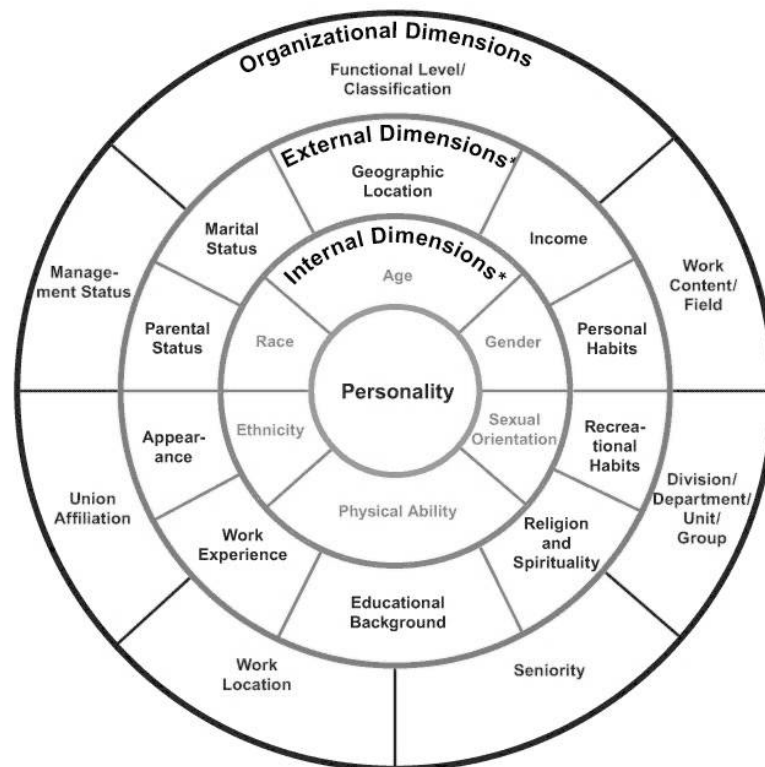 Organizational Dimensions
Functional Level/
Classification
External Dimensions*
Geographic
Location
Marital
Status
Income
Internal Dimensions*
Age
Manage-
ment Status
Work
Content/
Field
Parental
Status
Race
Gender
Personal
Habits
Personality
Appear-
ance
Ethnicity
Sexual
Orientation
Recrea-
tional
Habits
Union
Affiliation
Division/
Department/
Unit/
Group
Physical Ability
Work
Experience
Religion
and
Spirituality
Educational
Background
Work
Location
Seniority